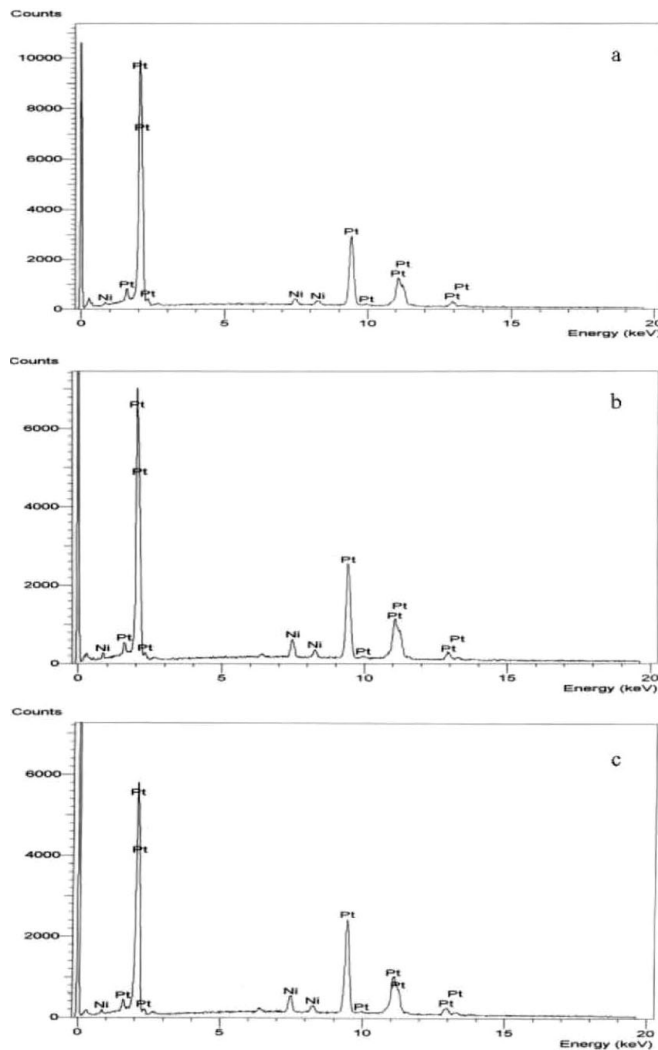 Counts
a
10000
Pt
8000
Pt
6000
4000
Pt
2000
Pt
Pt
Pt
Ni
Pt
Ni
Ni
Pt
Pt
Pt
0
0
5
10
15
20
Energy (keV)
Counts
b
6000
Pt
Pt
4000
Pt
2000
Pt
Pt
Ni
Pt
Ni
Pt
Ni
Pt
Pt
Pt
0
0
5
10
15
20
Energy (keV)
Counts
c
6000
Pt
4000
Pt
Pt
2000
Pt
Pt
Ni
Pt
Pt
Ni
Pt
Ni
Pt
Pt
0
0
5
10
15
20
Energy (keV)